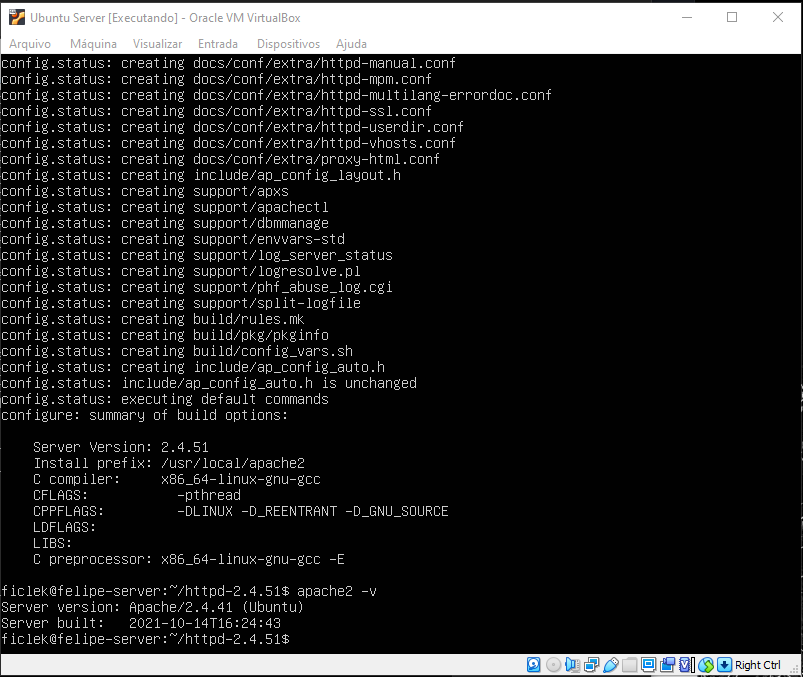 Ubuntu Server [Executando] - Oracle VM VirtualBox
Arquivo Máquina Visualizar Entrada Dispositivos Ajuda
config.status: creating docs/conf/extra/httpd-manual.conf
config.status: creating docs/conf/extra/httpd-mpm.conf
config.status: creating docs/conf/extra/httpd-multilang-errordoc.conf
config.status: creating docs/conf/extra/httpd-ssl.conf
config.status: creating docs/conf/extra/httpd-userdir.conf
config.status: creating docs/conf/extra/httpd-vhosts.conf
config.status: creating docs/conf/extra/proxy-html.conf
config.status: creating include/ap_config_layout.h
config.status: creating support/apxs
config.status: creating support/apachectl
config.status: creating support/dbmmanage
config.status: creating support/envvars-std
config.status: creating support/log_server_status
config.status: creating support/logresolve.pl
config.status: creating support/phf_abuse_log.cgi
config.status: creating support/split-logfile
config.status: creating build/rules.mk
config.status: creating build/pkg/pkginfo
config.status: creating build/config_vars.sh
config.status: creating include/ap_config_auto.h
config.status: include/ap_config_auto.h is unchanged
config.status: executing default commands
configure: summary of build options:
Server Version: 2.4.51
Install prefix: /usr/local/apache2
C compiler: x86_64-linux-gnu-gcc
CFLAGS: -pthread
CPPFLAGS: -DLINUX -D_REENTRANT -D_GNU_SOURCE
LDFLAGS:
LIBS:
C preprocessor: x86_64-linux-gnu-gcc -E
ficlek@felipe-server:~/httpd-2.4.51$ apache2 -v
Server version: Apache/2.4.41 (Ubuntu)
Server built: 2021-10-14T16:24:43
ficlek@felipe-server:~/httpd-2.4.51$
Right Ctrl